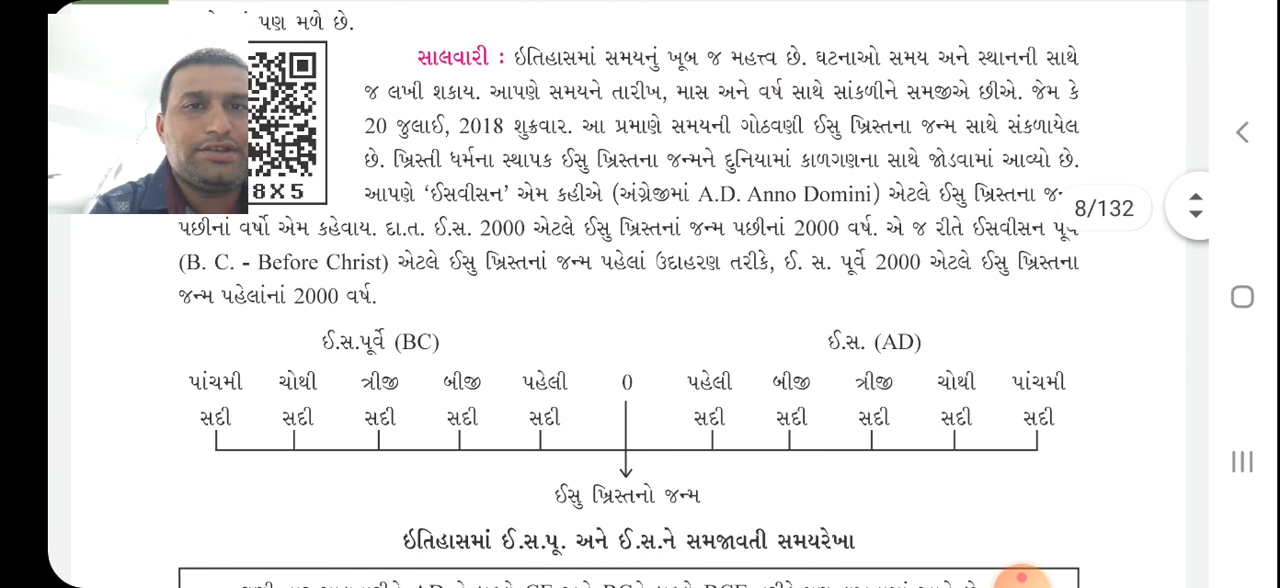 પણ મળે છે.
સાલવારી : ઇતિહાસમાં સમયનું ખૂબ જ મહત્ત્વ છે. ઘટનાઓ સમય અને સ્થાનની સાથે
જ લખી શકાય. આપણે સમયને તારીખ, માસ અને વર્ષ સાથે સાંકળીને સમજીએ છીએ. જેમ કે
20 જુલાઈ, 2018 શુક્રવાર. આ પ્રમાણે સમયની ગોઠવણી ઈસુ ખ્રિસ્તના જન્મ સાથે સંકળાયેલ
છે. ખ્રિસ્તી ધર્મના સ્થાપક ઈસુ ખ્રિસ્તના જન્મને દુનિયામાં કાળગણના સાથે જોડવામાં આવ્યો છે.
8X5
આપણે ‘ઈસવીસન’ એમ કહીએ (અંગ્રેજીમાં A.D. Anno Domini) એટલે ઈસુ ખ્રિસ્તના
8/132
પછીનાં વર્ષો એમ કહેવાય. દા.ત. ઈ.સ. 2000 એટલે ઈસુ ખ્રિસ્તનાં જન્મ પછીનાં 2000 વર્ષ. એ જ રીતે ઈસવીસન પૂર્વે
(B. C. - Before Christ) એટલે ઈસુ ખ્રિસ્તનાં જન્મ પહેલાં ઉદાહરણ તરીકે, ઈ. સ. પૂર્વે 2000 એટલે ઈસુ ખ્રિસ્તના
જન્મ પહેલાંનાં 2000 વર્ષ.
ઈ.સ.પૂર્વે (BC) ઈ.સ. (AD)
પાંચમી ચોથી ત્રીજી બીજી પહેલી 0 પહેલી બીજી ત્રીજી ચોથી પાંચમી
સદી સદી સદી સદી સદી સદી સદી સદી સદી સદી
ઈસુ ખ્રિસ્તનો જન્મ
ઇતિહાસમાં ઈ.સ.પૂ. અને ઈ.સ.ને સમજાવતી સમયરેખા